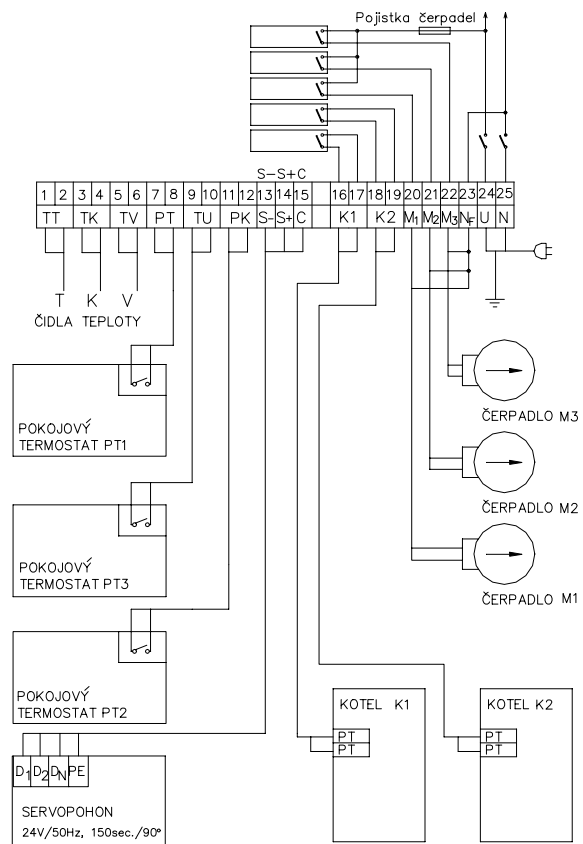 Pojistka čerpadel
S- S+ C
1 2 3 4 5 6 7 8 9 10 11 12 13 14 15 16 17 18 19 20 21 22 23 24 25
TT TK TV PT TU PK S- S+ C K1 K2 M1 M2 M3 NF U N
T K V
ČIDLA TEPLOTY
POKOJOVÝ
TERMOSTAT PT1
ČERPADLO M3
ČERPADLO M2
POKOJOVÝ
TERMOSTAT PT3
ČERPADLO M1
POKOJOVÝ
TERMOSTAT PT2
KOTEL K1
PT
PT
KOTEL K2
PT
PT
D1 D2 DN PE
SERVOPOHON
24V/50Hz, 150sec./90°